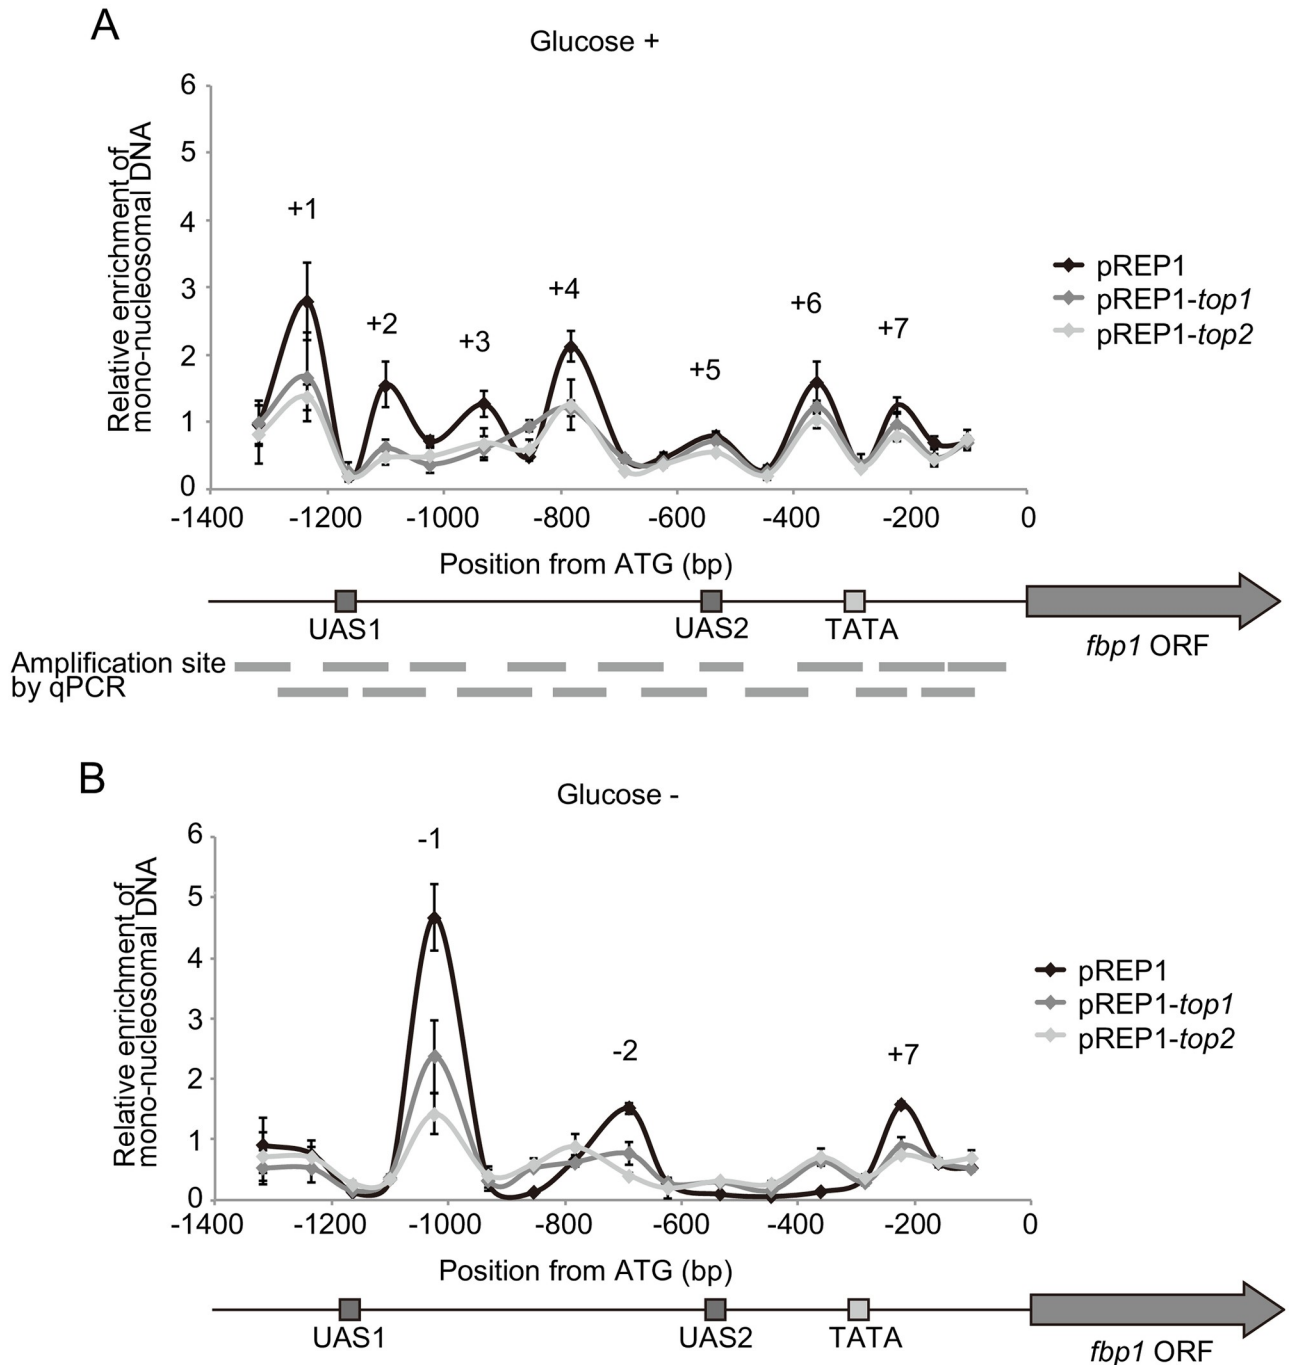 A
Glucose +
Relative enrichment of
mono-nucleosomal DNA
6
5
4
3
2
1
0
+1
+2
+3
+4
+5
+6
+7
pREP1
pREP1-top1
pREP1-top2
-1400 -1200 -1000 -800 -600 -400 -200 0
Position from ATG (bp)
UAS1 UAS2 TATA
fbp1 ORF
Amplification site
by qPCR
B
Glucose -
Relative enrichment of
mono-nucleosomal DNA
6
5
4
3
2
1
0
-1
-2
+7
pREP1
pREP1-top1
pREP1-top2
-1400 -1200 -1000 -800 -600 -400 -200 0
Position from ATG (bp)
UAS1 UAS2 TATA
fbp1 ORF